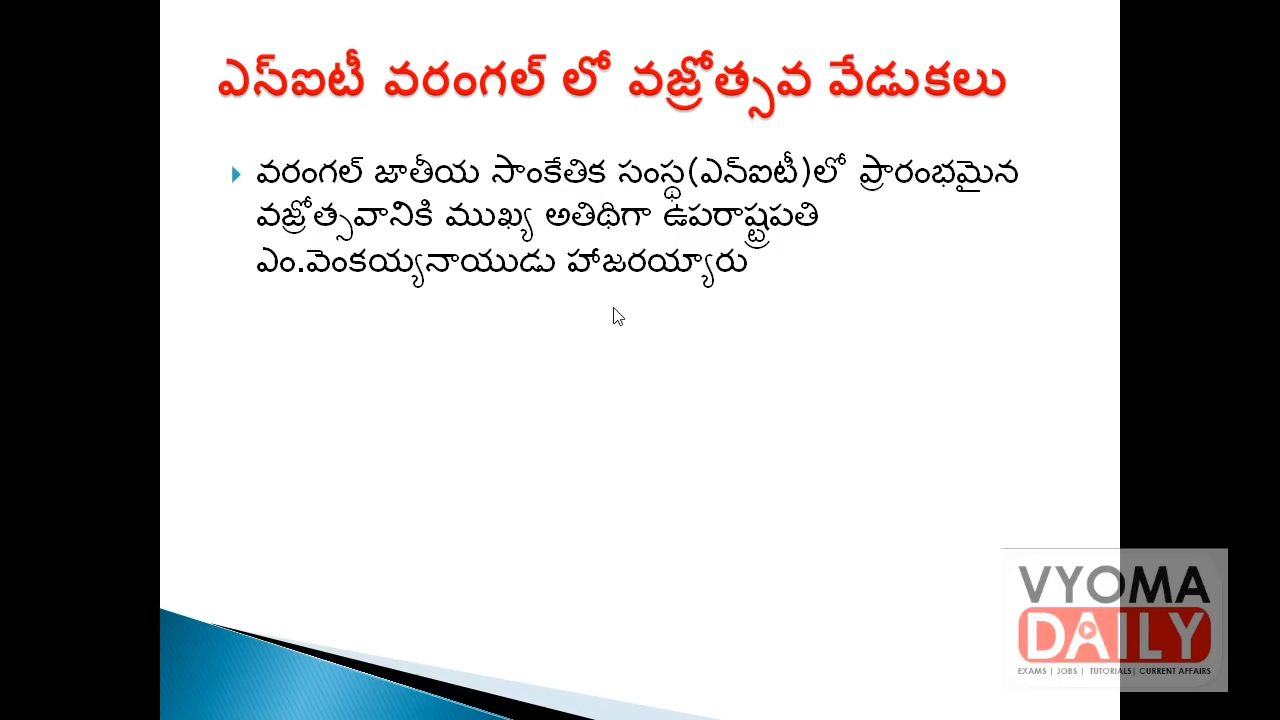 ఎస్ఐటీ వరంగల్ లో వజ్రోత్సవ వేడుకలు
వరంగల్ జాతీయ సాంకేతిక సంస్థ(ఎన్ఐటీ)లో ప్రారంభమైన
వజ్రోత్సవానికి ముఖ్య అతిథిగా ఉపరాష్ట్రపతి
ఎం.వెంకయ్యనాయుడు హాజరయ్యారు
VYOMA
DAILY
EXAMS | JOBS | TUTORIALS| CURRENT AFFAIRS